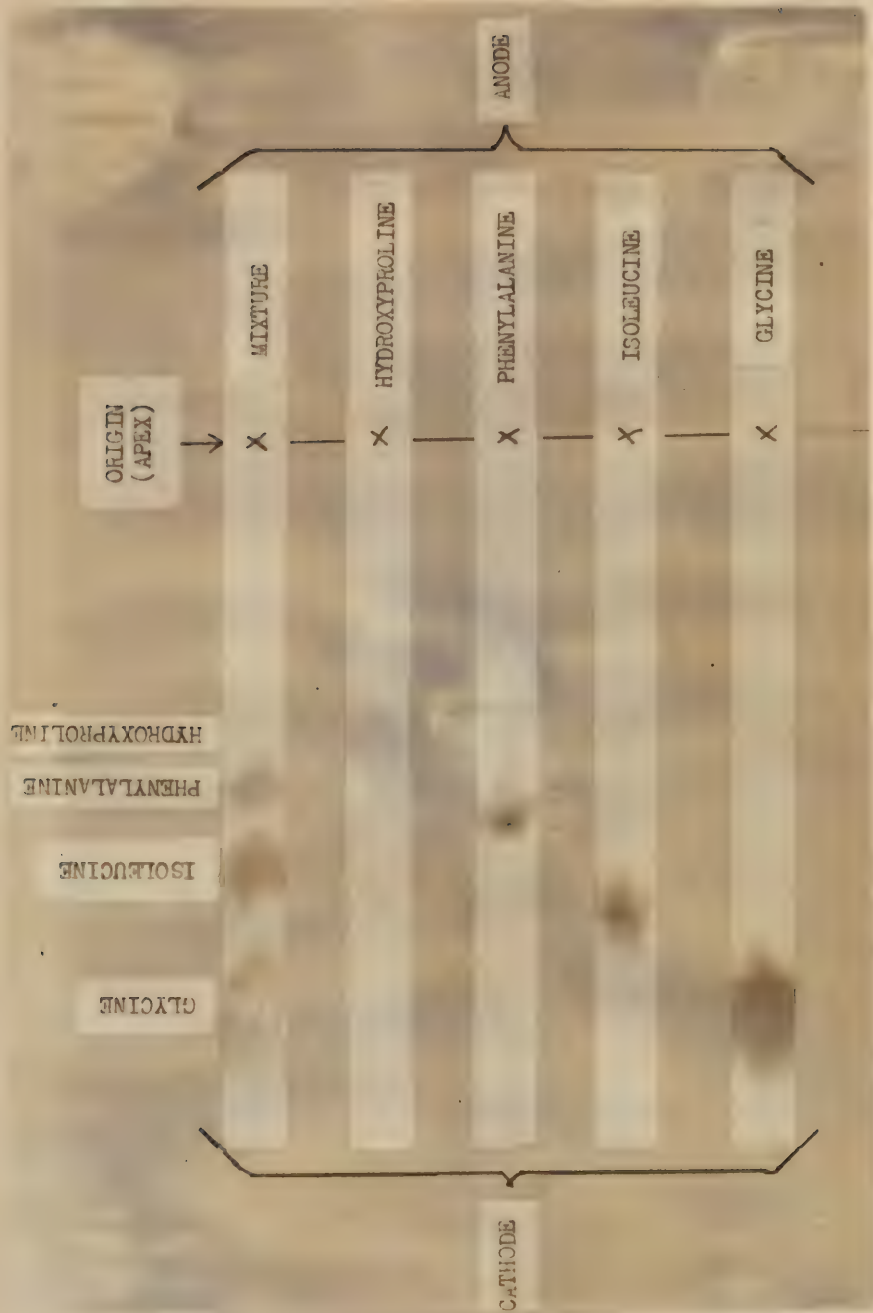 ANODE
MIXTURE
HYDROXYPROLINE
PHENYLALANINE
ISOLEUCINE
GLYCINE
ORIGIN
(APEX)
X
X
X
X
X
HYDROXYPROLINE
PHENYLALANINE
ISOLEUCINE
GLYCINE
CATHODE